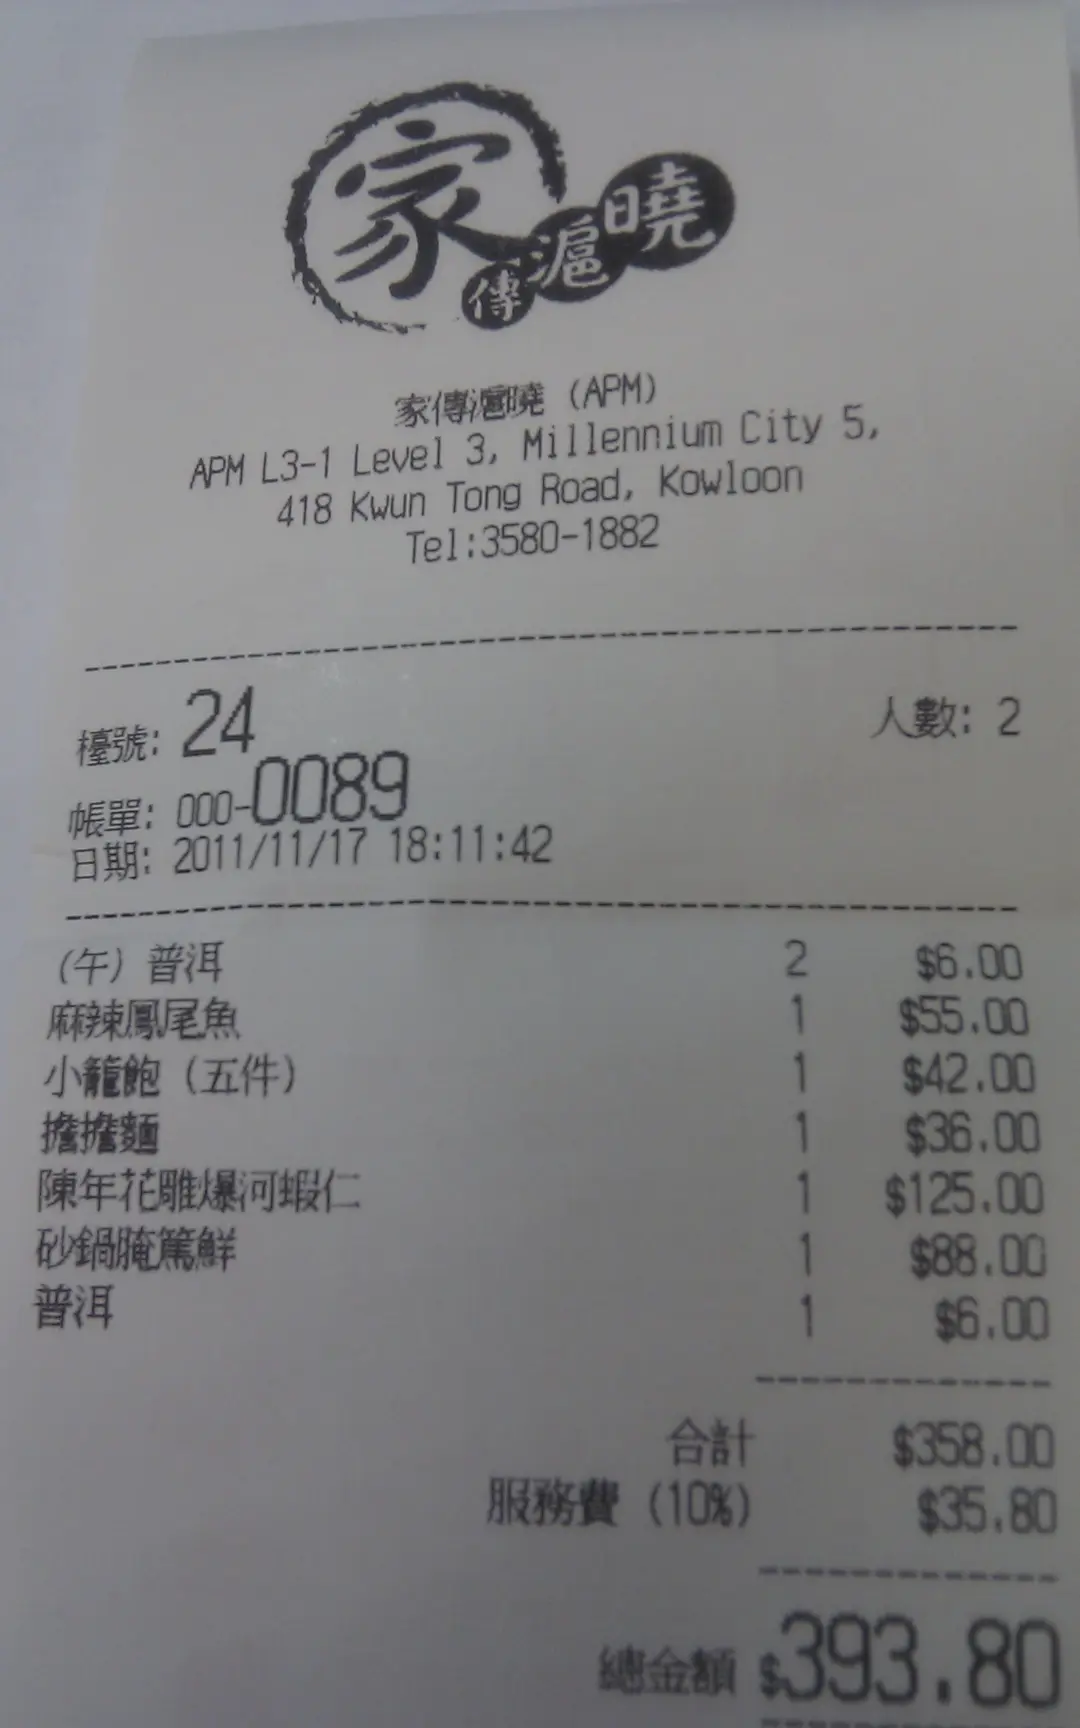 家傳滬曉
家傳滬曉 (APM)
APM L3-1 Level 3, Millennium City 5,
418 Kwun Tong Road, Kowloon
Tel:3580-1882
檯號: 24 人數: 2
帳單: 000-0089
日期: 2011/11/17 18:11:42
(午) 普洱 2 $6.00
麻辣鳳尾魚 1 $55.00
小籠飽 (五件) 1 $42.00
擔擔麵 1 $36.00
陳年花雕爆河蝦仁 1 $125.00
砂鍋腌篤鮮 1 $88.00
普洱 1 $6.00
合計 $358.00
服務費 (10%) $35.80
總金額 $393.80